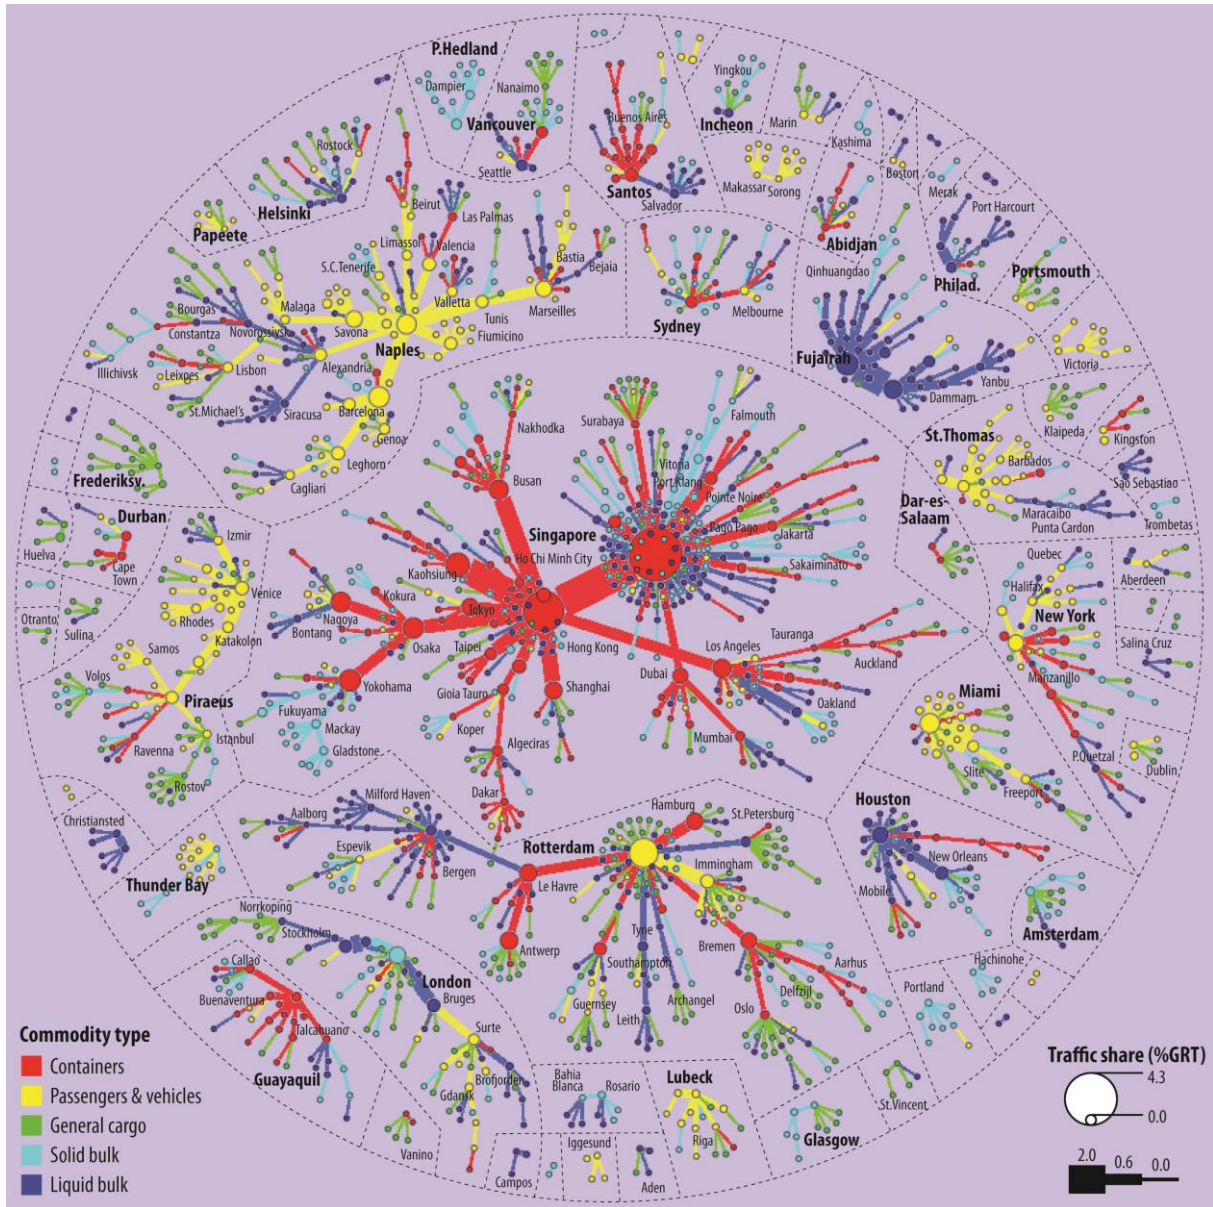 P.Hedland
Dampier
Nanaimo
Vancouver
Seattle
Buenos Aires
Santos
Salvador
Yingkou
Incheon
Marin
Kashima
Makassar
Sorong
Boston
Merak
Port Harcourt
Abidjan
Philad.
Portsmouth
Victoria
Rostock
Helsinki
Papeete
Beirut
Las Palmas
Limassol
Valencia
S.C.Tenerife
Bastia
Bejaia
Malaga
Valletta
Tunis
Marseilles
Savona
Fiumicino
Naples
Bourgas
Constantza
Novorossiysk
Illichivsk
Leixoes
Lisbon
Alexandria
St.Michael's
Siracusa
Barcelona
Genoa
Leghorn
Cagliari
Sydney
Melbourne
Qinhuangdao
Fujairah
Dammam
Yanbu
Klaipeda
Kingston
St.Thomas
Barbados
Sao Sebastiao
Maracaibo
Punta Cardon
Trombetas
Dar-es-
Salaam
Frederiksv.
Durban
Huelva
Cape
Town
Otranto
Sulina
Izmir
Venice
Rhodes
Katakolon
Samos
Volos
Piraeus
Istanbul
Ravenna
Rostov
Nakhodka
Surabaya
Falmouth
Busan
Vitoria
Port Klang
Pointe Noire
Singapore
Pago Pago
Jakarta
Ho Chi Minh City
Sakaiminato
Kaohsiung
Kokura
Tokyo
Nagoya
Bontang
Osaka
Taipei
Hong Kong
Los Angeles
Tauranga
Auckland
Yokohama
Gioia Tauro
Shanghai
Dubai
Oakland
Fukuyama
Mackay
Gladstone
Koper
Algeciras
Mumbai
Dakar
Quebec
Halifax
New York
Aberdeen
Salina Cruz
Manzanillo
Miami
P.Quetzal
Dublin
Slite
Freeport
Christiansted
Thunder Bay
Aalborg
Milford Haven
Espevik
Bergen
Hamburg
St.Petersburg
Rotterdam
Immingham
Le Havre
Antwerp
Tyne
Southampton
Bremen
Aarhus
Guernsey
Leith
Archangel
Delfzijl
Oslo
Houston
New Orleans
Mobile
Amsterdam
Hachinohe
Portland
Norrkoping
Stockholm
Callao
London
Bruges
Buenaventura
Talcahuano
Surte
Guayaquil
Gdansk
Brofjorden
Vanino
Campos
Bahia
Blanca
Rosario
Iggesund
Aden
Lubeck
Riga
Glasgow
St.Vincent
Commodity type
Containers
Passengers & vehicles
General cargo
Solid bulk
Liquid bulk
Traffic share (%GRT)
4.3
0.0
2.0 0.6 0.0